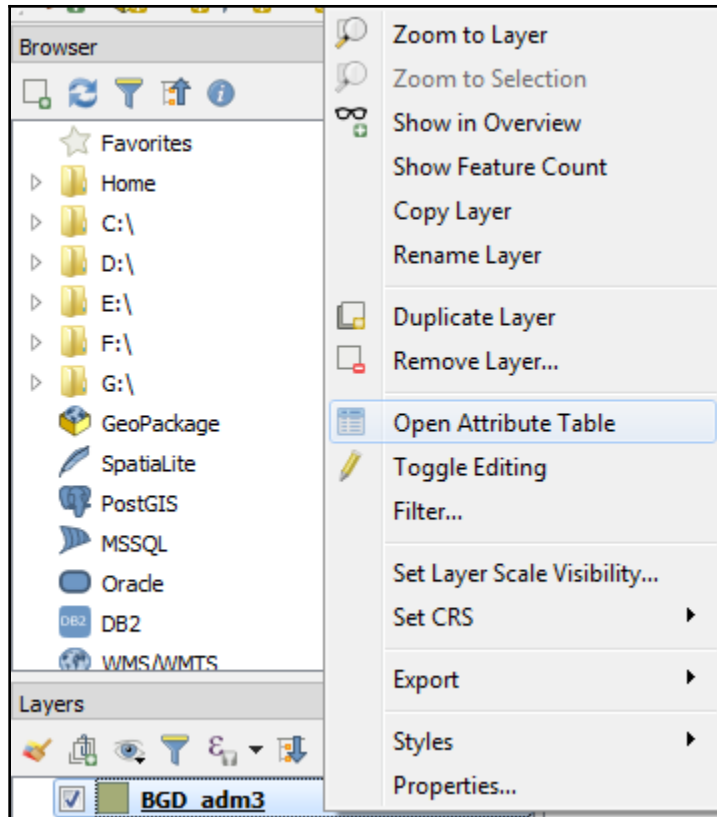 Browser
Favorites
Home
C:\
D:\
E:\
F:\
G:\
GeoPackage
SpatiaLite
PostGIS
MSSQL
Oracle
DB2
DB2
WMS/WMTS
Layers
BGD_adm3
Zoom to Layer
Zoom to Selection
Show in Overview
Show Feature Count
Copy Layer
Rename Layer
Duplicate Layer
Remove Layer...
Open Attribute Table
Toggle Editing
Filter...
Set Layer Scale Visibility...
Set CRS
Export
Styles
Properties...